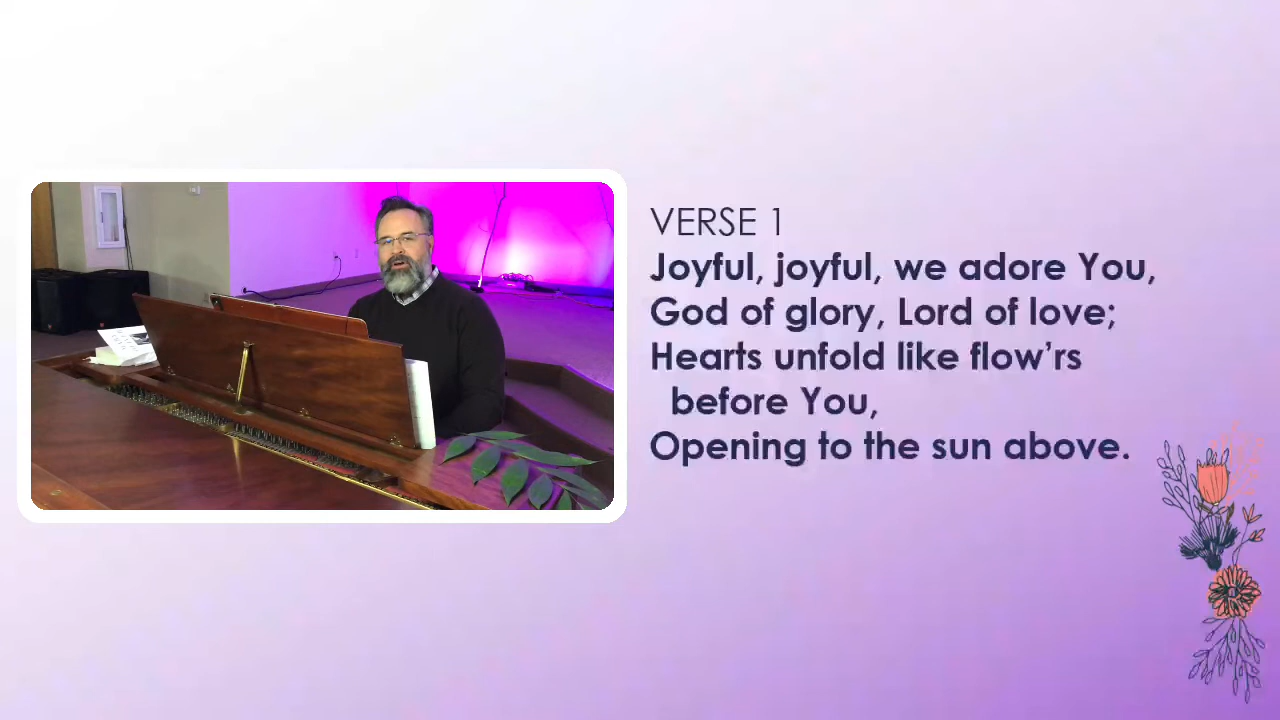 VERSE 1
Joyful, joyful, we adore You,
God of glory, Lord of love;
Hearts unfold like flow’rs
before You,
Opening to the sun above.